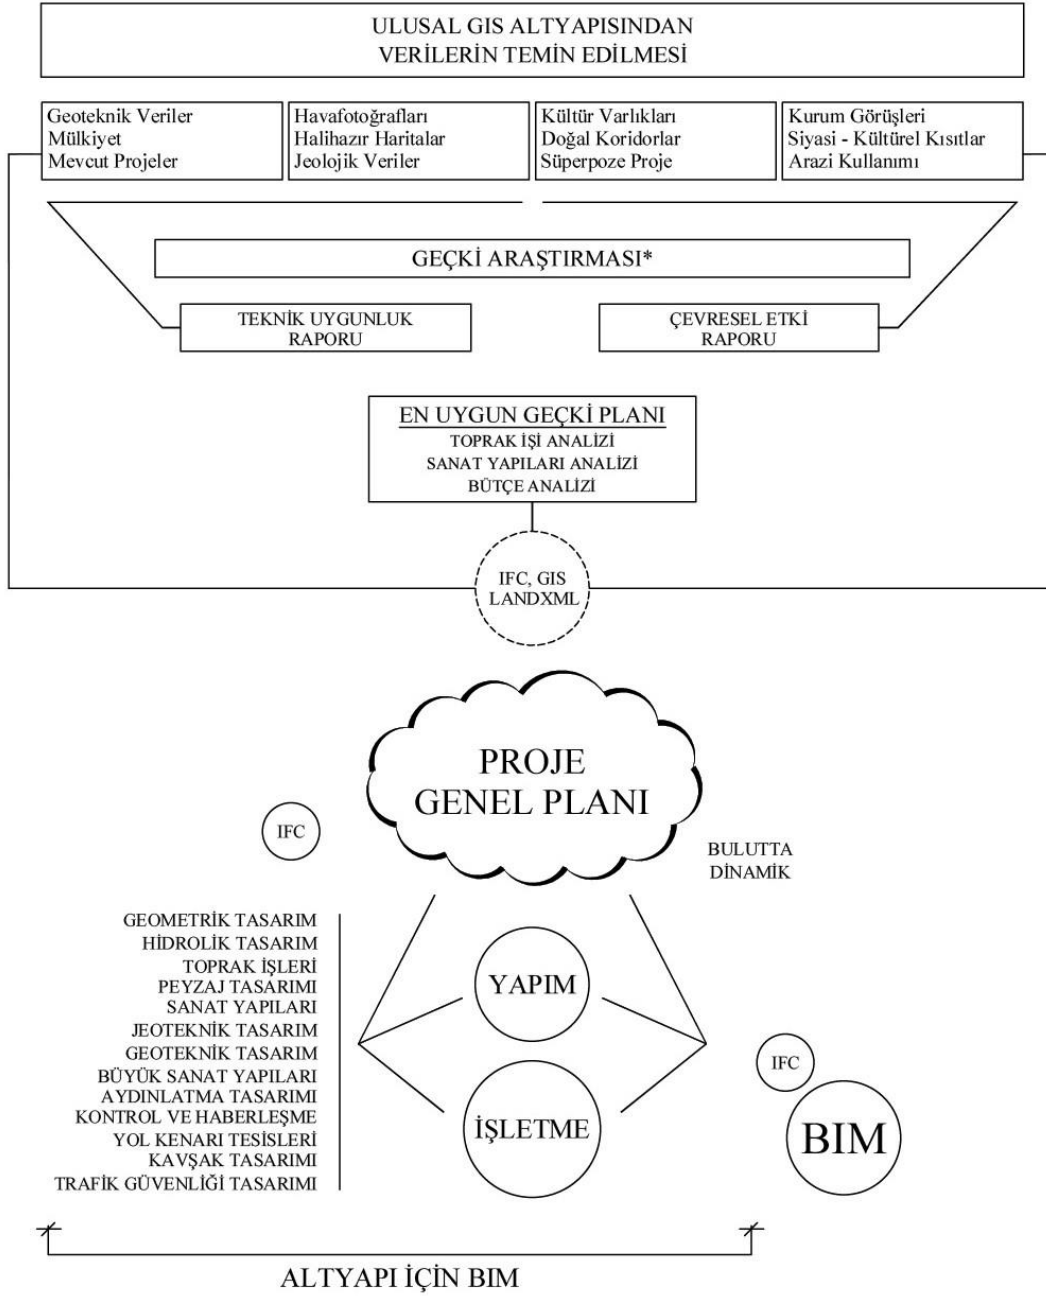 ULUSAL GIS ALTYAPISINDAN
VERİLERİN TEMİN EDİLMESİ
Geoteknik Veriler
Mülkiyet
Mevcut Projeler
Havafotoğrafları
Halihazır Haritalar
Jeolojik Veriler
Kültür Varlıkları
Doğal Koridorlar
Süperpoze Proje
Kurum Görüşleri
Siyasi - Kültürel Kısıtlar
Arazi Kullanımı
GEÇKİ ARAŞTIRMASI*
TEKNİK UYGUNLUK
RAPORU
ÇEVRESEL ETKİ
RAPORU
EN UYGUN GEÇKİ PLANI
TOPRAK İŞİ ANALİZİ
SANAT YAPILARI ANALİZİ
BÜTÇE ANALİZİ
IFC, GIS
LANDXML
PROJE
GENEL PLANI
IFC
BULUTTA
DİNAMİK
GEOMETRİK TASARIM
HİDROLİK TASARIM
TOPRAK İŞLERİ
PEYZAJ TASARIMI
SANAT YAPILARI
JEOTEKNİK TASARIM
GEOTEKNİK TASARIM
BÜYÜK SANAT YAPILARI
AYDINLATMA TASARIMI
KONTROL VE HABERLEŞME
YOL KENARI TESİSLERİ
KAVŞAK TASARIMI
TRAFİK GÜVENLİĞİ TASARIMI
YAPIM
İŞLETME
IFC
BIM
ALTYAPI İÇİN BIM